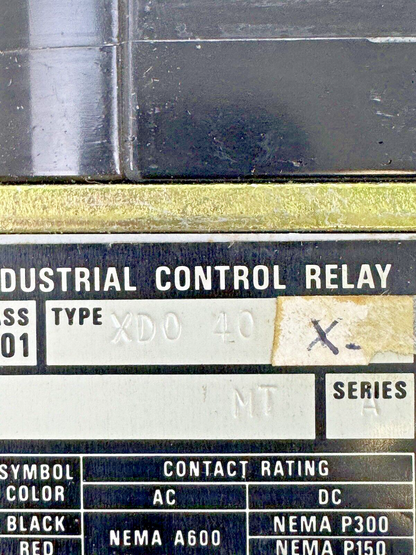 DUSTRIAL CONTROL RELAY
ASS TYPE XDO 40 X-
01
MT SERIES A
SYMBOL COLOR CONTACT RATING
AC DC
BLACK NEMA A600 NEMA P300
RED NEMA P150